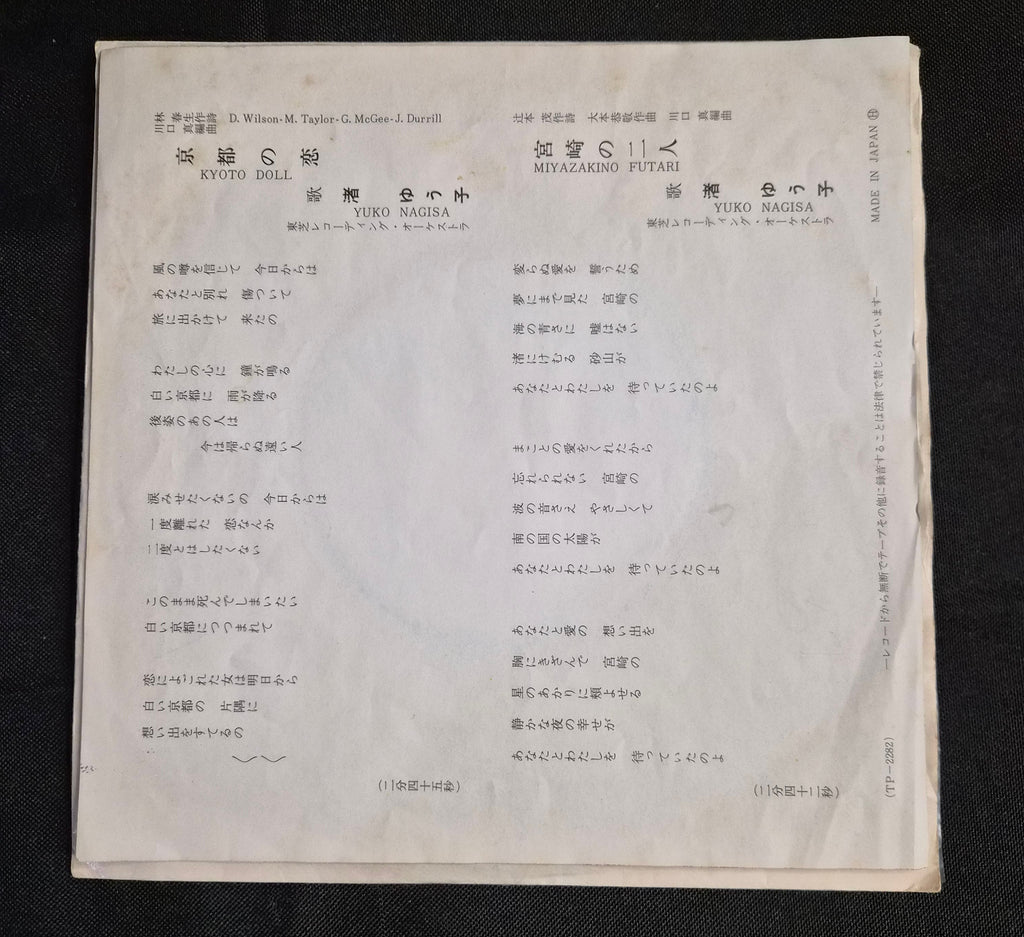 林 春生作詩
川口 真編曲
D. Wilson-M. Taylor-G. McGee-J. Durrill
京都の恋
KYOTO DOLL
歌 渚 ゆう子
YUKO NAGISA
東芝レコーディング・オーケストラ
風の噂を信じて 今日からは
あなたと別れ 傷ついて
旅に出かけて 来たの
わたしの心に 鐘が鳴る
白い京都に 雨が降る
後姿のあの人は
今は帰らぬ遠い人
涙みせたくないの 今日からは
一度離れた 恋なんか
二度とはしたくない
このまま死んでしまいたい
白い京都につつまれて
恋によごれた女は明日から
白い京都の 片隅に
想い出をすてるの
(二分四十五秒)
辻本 茂作詩 大本恭敬作曲 川口 真 編曲
宮崎の二人
MIYAZAKINO FUTARI
歌 渚 ゆう子
YUKO NAGISA
東芝レコーディング・オーケストラ
変らぬ愛を 誓うため
夢にまで見た 宮崎の
海の青さに 嘘はない
渚にけむる 砂山が
あなたとわたしを 待っていたのよ
まことの愛をくれたから
忘れられない 宮崎の
波の音さえ やさしくて
南の国の太陽が
あなたとわたしを 待っていたのよ
あなたと愛の 想い出を
胸にきざんで 宮崎の
星のあかりに頬よせる
静かな夜の幸せが
あなたとわたしを 待っていたのよ
(二分四十二秒)
MADE IN JAPAN
—レコードから無断でテープその他に録音することは法律で禁じられています—
(TP-2282)